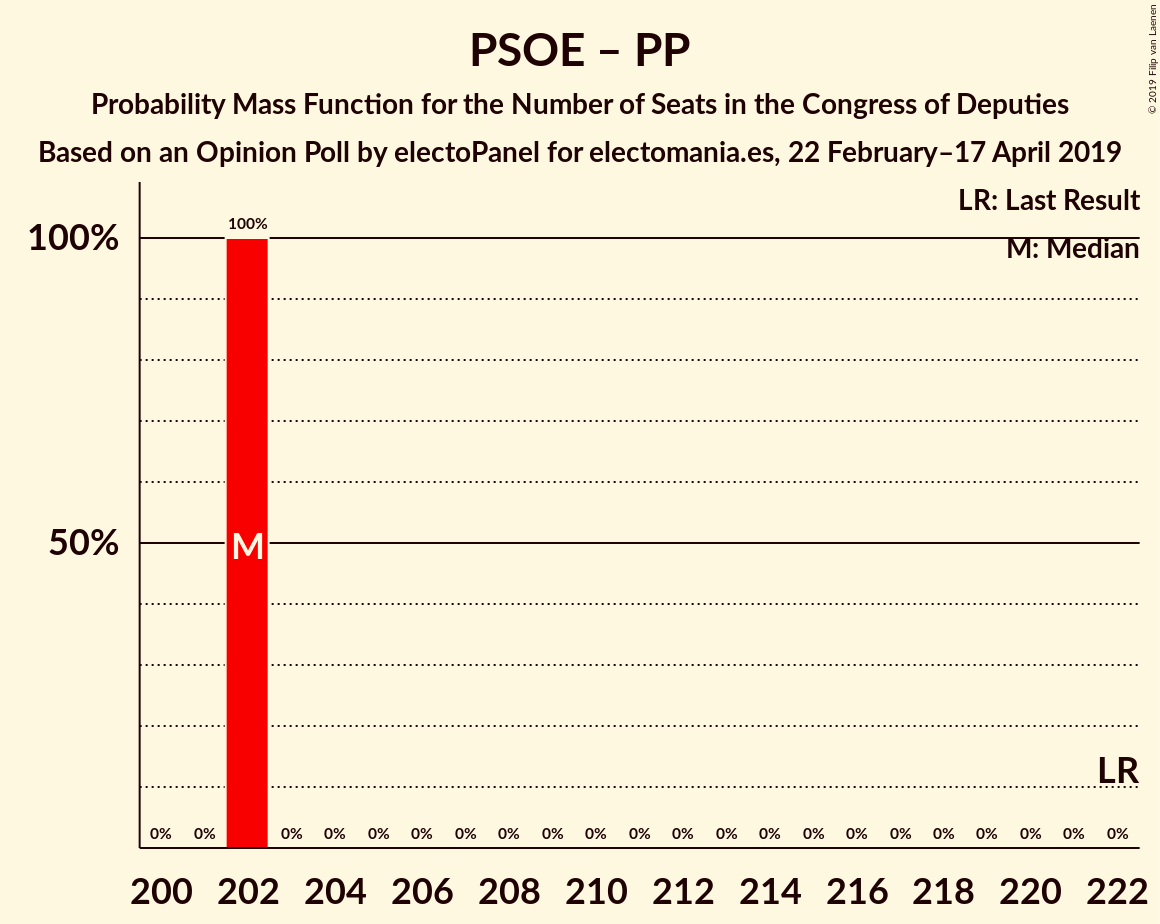 PSOE – PP
Probability Mass Function for the Number of Seats in the Congress of Deputies
Based on an Opinion Poll by electoPanel for electomania.es, 22 February–17 April 2019
© 2019 Filip van Laenen
LR: Last Result
M: Median
100%
50%
100%
M
LR
0% 0% 0% 0% 0% 0% 0% 0% 0% 0% 0% 0% 0% 0% 0% 0% 0% 0% 0% 0% 0% 0%
200 202 204 206 208 210 212 214 216 218 220 222